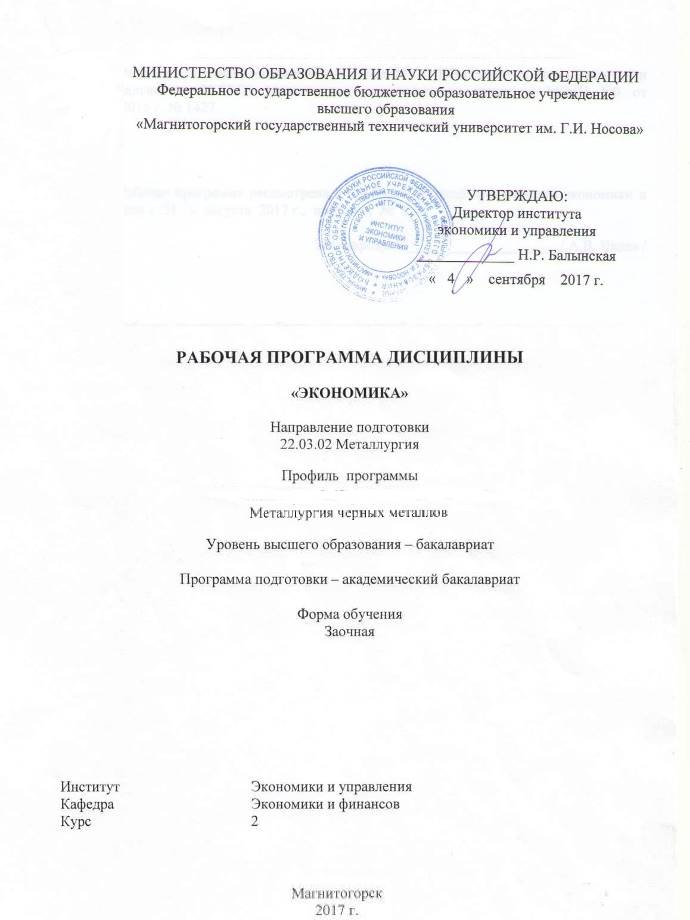 МИНИСТЕРСТВО ОБРАЗОВАНИЯ И НАУКИ РОССИЙСКОЙ ФЕДЕРАЦИИ
Федеральное государственное бюджетное образовательное учреждение
высшего образования
«Магнитогорский государственный технический университет им. Г.И. Носова»
ИНСТИТУТ
ЭКОНОМИКИ
И УПРАВЛЕНИЯ
УТВЕРЖДАЮ:
Директор института
экономики и управления
Н.Р. Балынская
« 4 » сентября 2017 г.
РАБОЧАЯ ПРОГРАММА ДИСЦИПЛИНЫ
«ЭКОНОМИКА»
Направление подготовки
22.03.02 Металлургия
Профиль программы
Металлургия черных металлов
Уровень высшего образования – бакалавриат
Программа подготовки – академический бакалавриат
Форма обучения
Заочная
Институт Экономики и управления
Кафедра Экономики и финансов
Курс 2
Магнитогорск
2017 г.